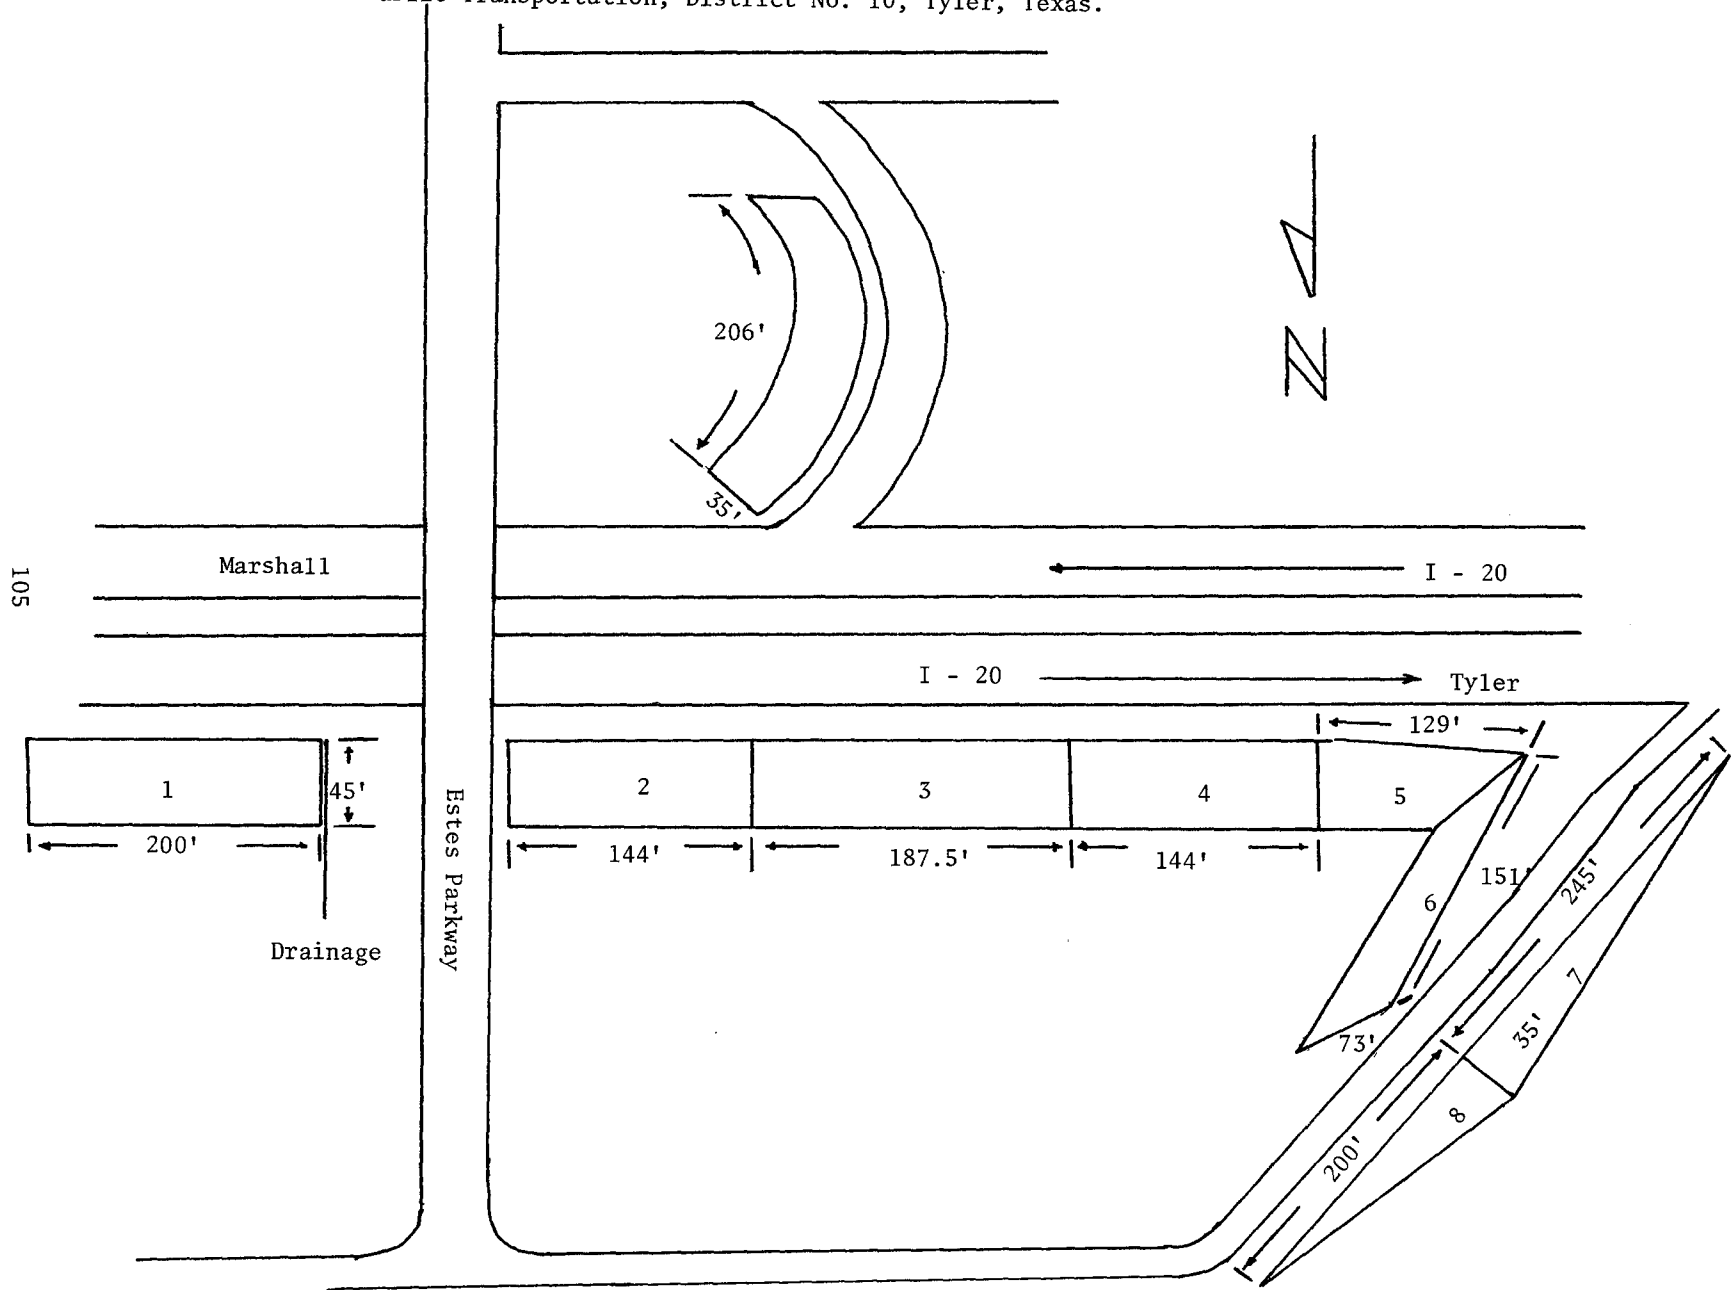 Transportation, District No. 10, Tyler, Texas.
206'
35'
N
Marshall
I - 20
105
I - 20
Tyler
129'
1
45'
2
3
4
5
200'
144'
187.5'
144'
Estes Parkway
151'
245'
6
Drainage
7
35'
73'
8
200'